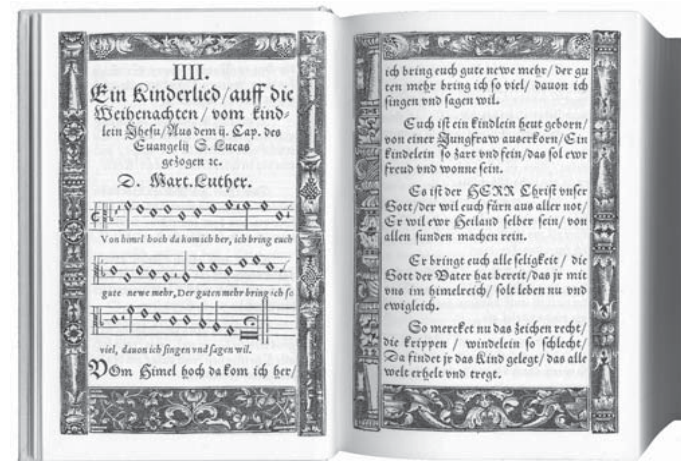 IIII.
Ein Kinderlied/auff die
Weihenachten/ vom kind-
lein Jhesu/Aus dem ij. Cap. des
Euangelij S. Lucas
gezogen ꝛc.
D. Mart. Luther.
Von himel hoch da kom ich her, ich bring euch
gute newe mehr, Der guten mehr bring ich so
viel, dauon ich singen vnd sagen wil.
VOm Himel hoch da kom ich her/
ich bring euch gute newe mehr/ der gu
ten mehr bring ich so viel/ dauon ich
singen vnd sagen wil.
Euch ist ein kindlein heut geborn/
von einer Jungfraw auserkorn/Ein
kindelein so zart vnd fein/das sol ewr
freud vnd wonne sein.
Es ist der HERR Christ vnser
Gott/der wil euch fürn aus aller not/
Er wil ewr Heiland selber sein/ von
allen sunden machen rein.
Er bringt euch alle seligkeit / die
Gott der Vater hat bereit/das jr mit
vns im himelreich/ solt leben nu vnd
ewigleich.
So mercket nu das zeichen recht/
die krippen / windelein so schlecht/
Da findet jr das Kind gelegt/ das alle
welt erhelt vnd tregt.